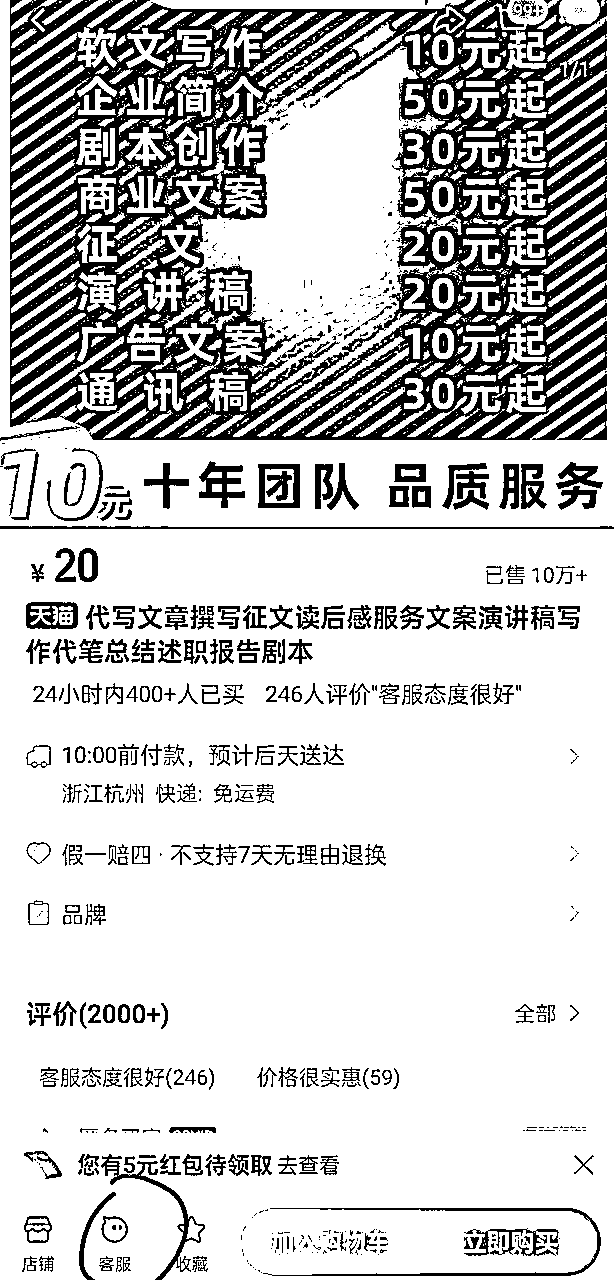 软文写作 10元起
企业简介 50元起
剧本创作 30元起
商业文案 50元起
征文 20元起
演讲稿 20元起
广告文案 10元起
通讯稿 30元起
1/1
10元 十年团队 品质服务
¥20 已售 10万+
天猫 代写文章撰写征文读后感服务文案演讲稿写
作代笔总结述职报告剧本
24小时内400+人已买 246人评价"客服态度很好"
10:00前付款，预计后天送达
浙江杭州 快递: 免运费
假一赔四 · 不支持7天无理由退换
品牌
评价(2000+) 全部
客服态度很好(246) 价格很实惠(59)
您有5元红包待领取 去查看
加入购物车 立即购买
店铺 客服 收藏